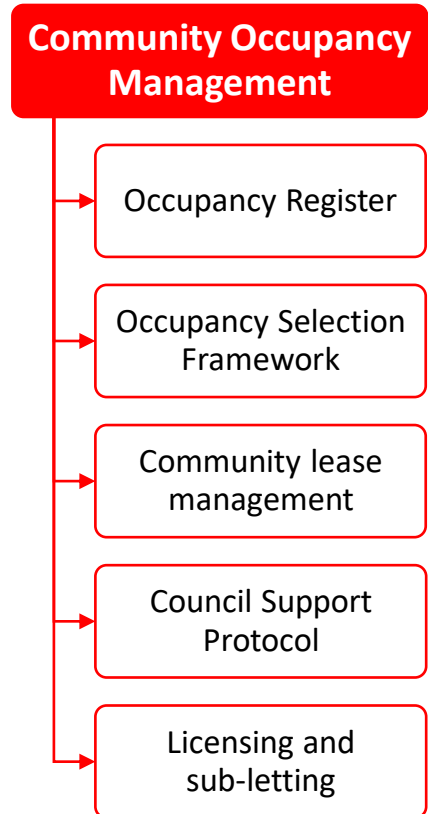 Community Occupancy
Management
Occupancy Register
Occupancy Selection
Framework
Community lease
management
Council Support
Protocol
Licensing and
sub-letting